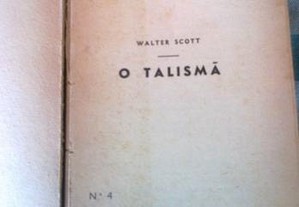 WALTER SCOTT
O TALISMÃ
Nº 4